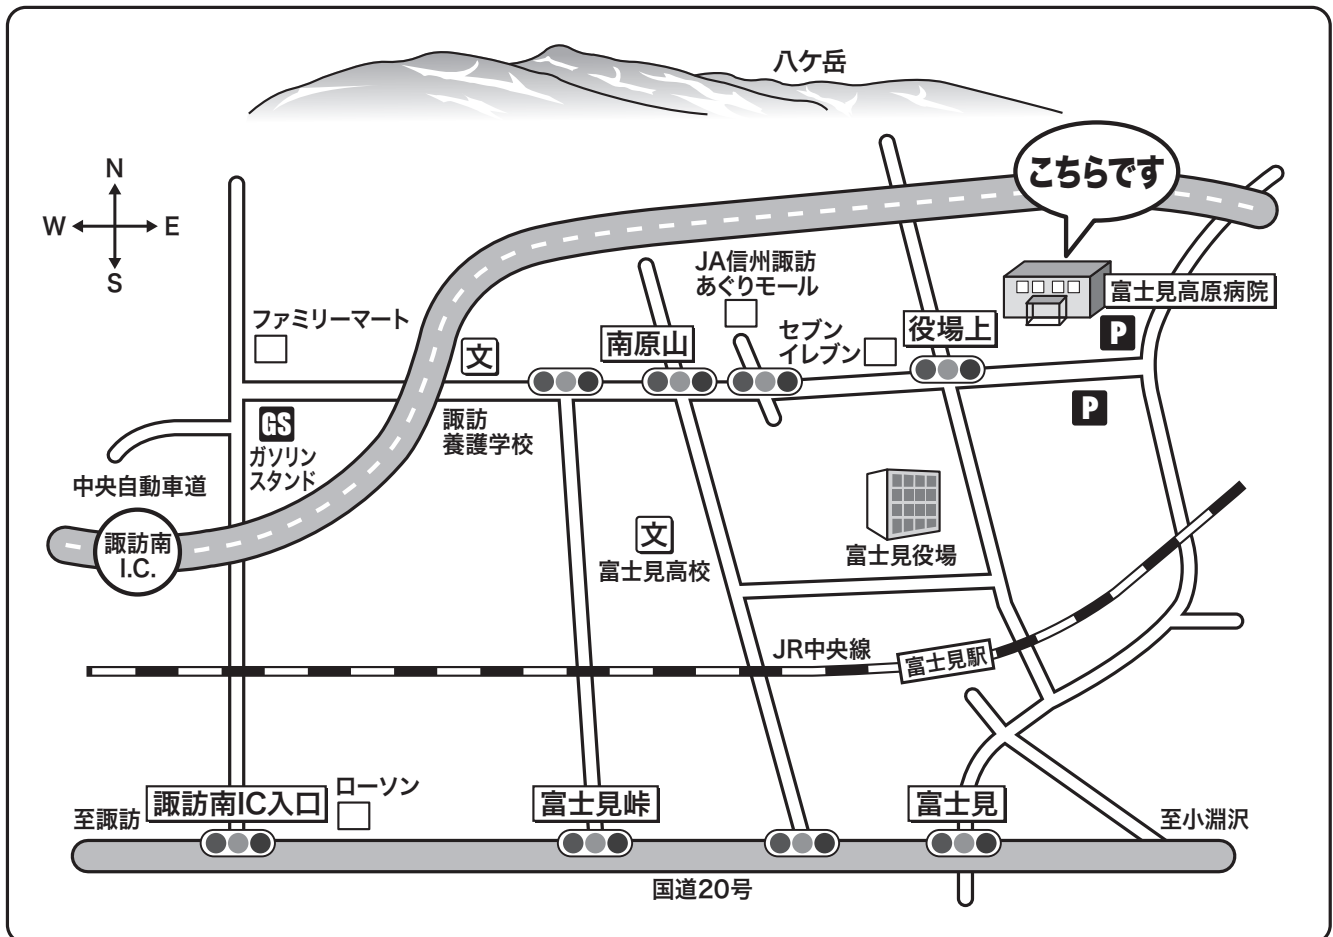 八ケ岳
N
W
E
S
こちらです
富士見高原病院
P
P
JA信州諏訪
あぐりモール
セブン
イレブン
役場上
南原山
ファミリーマート
文
諏訪
養護学校
GS
ガソリン
スタンド
中央自動車道
諏訪南
I.C.
文
富士見高校
富士見役場
JR中央線
富士見駅
ローソン
諏訪南IC入口
富士見峠
富士見
至諏訪
至小淵沢
国道20号